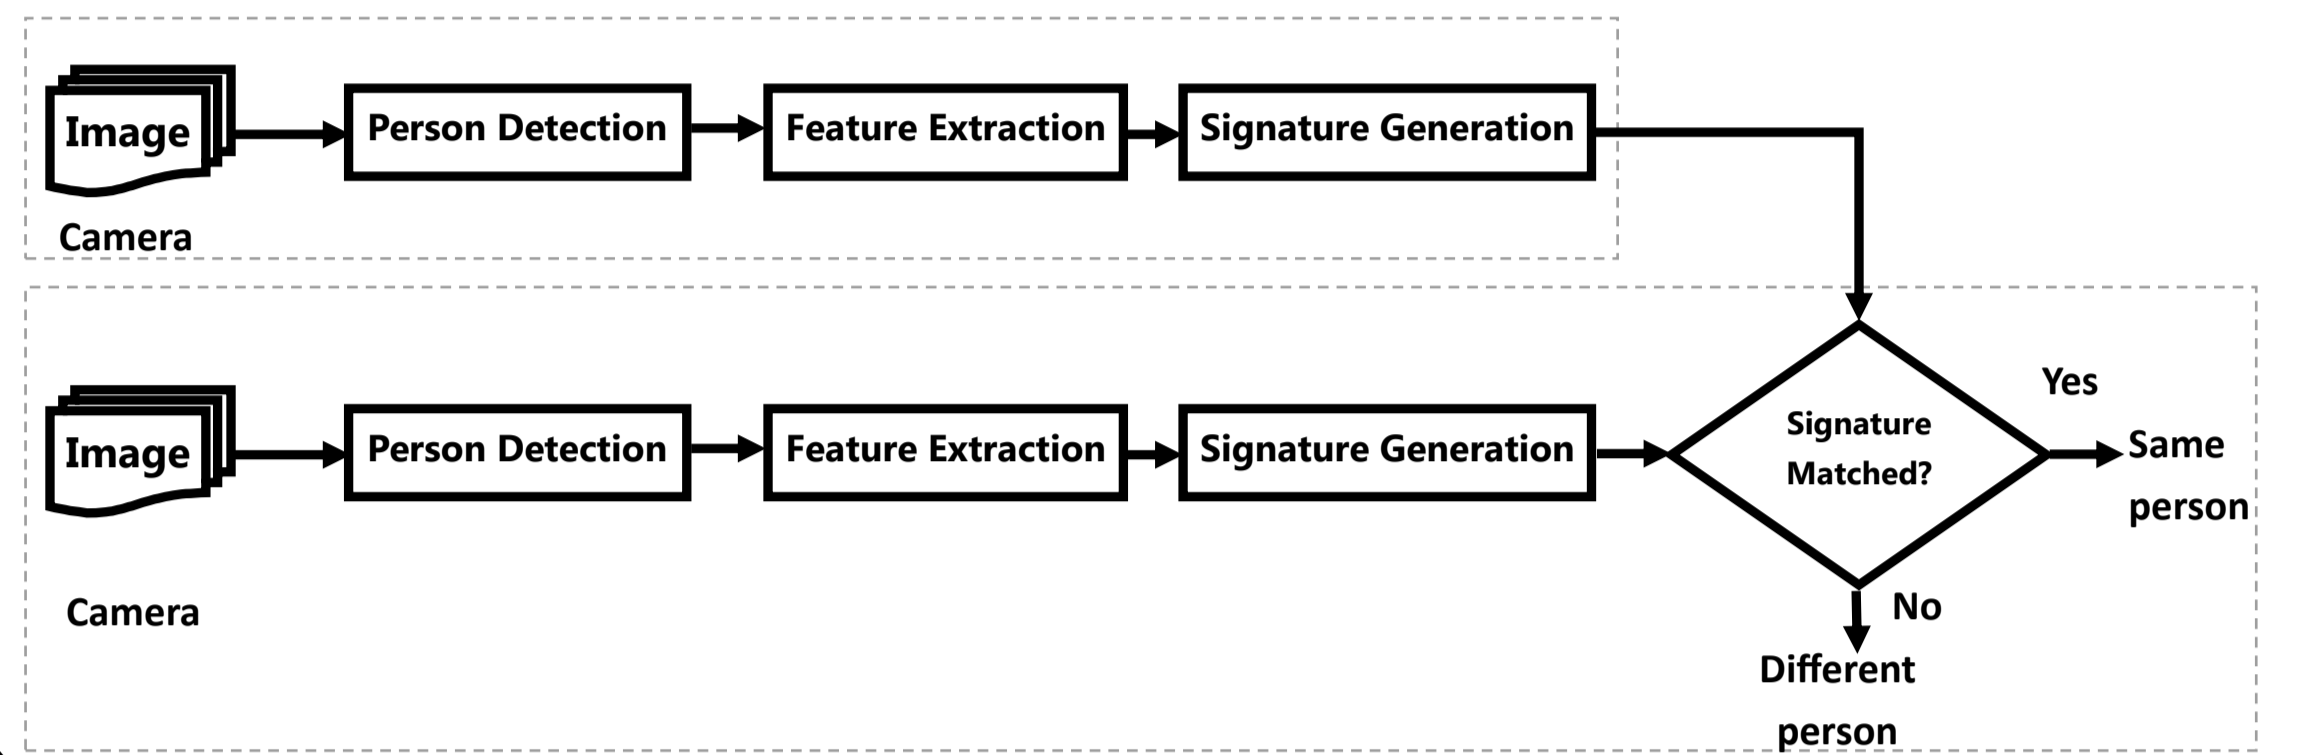 Image
Person Detection
Feature Extraction
Signature Generation
Camera
Image
Person Detection
Feature Extraction
Signature Generation
Signature
Matched?
Yes
Same
person
Camera
No
Different
person